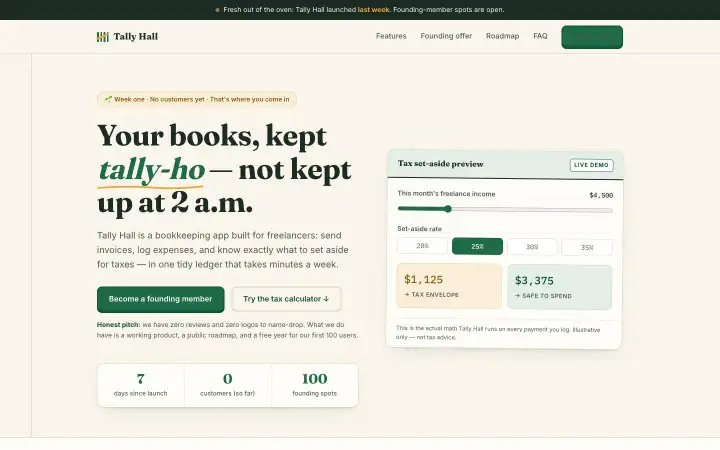 Fresh out of the oven: Tally Hall launched last week. Founding-member spots are open.
Tally Hall
Features
Founding offer
Roadmap
FAQ
Week one · No customers yet · That's where you come in
Your books, kept
tally-ho — not kept
up at 2 a.m.
Tally Hall is a bookkeeping app built for freelancers: send
invoices, log expenses, and know exactly what to set aside
for taxes — in one tidy ledger that takes minutes a week.
Become a founding member
Try the tax calculator ↓
Honest pitch: we have zero reviews and zero logos to name-drop. What we do
have is a working product, a public roadmap, and a free year for our first 100 users.
7
days since launch
0
customers (so far)
100
founding spots
Tax set-aside preview
LIVE DEMO
This month's freelance income
$4,500
Set-aside rate
20%
25%
30%
35%
$1,125
→ TAX ENVELOPE
$3,375
→ SAFE TO SPEND
This is the actual math Tally Hall runs on every payment you log. Illustrative
only — not tax advice.